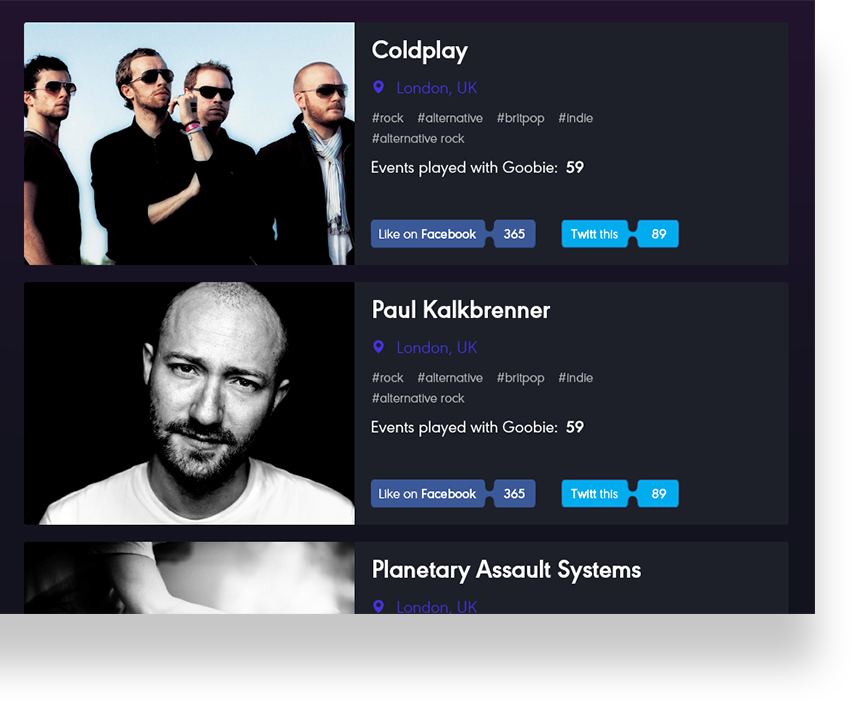 Coldplay
London, UK
#rock #alternative #britpop #indie
#alternative rock
Events played with Goobie: 59
Like on Facebook 365 Twitt this 89
Paul Kalkbrenner
London, UK
#rock #alternative #britpop #indie
#alternative rock
Events played with Goobie: 59
Like on Facebook 365 Twitt this 89
Planetary Assault Systems
London, UK